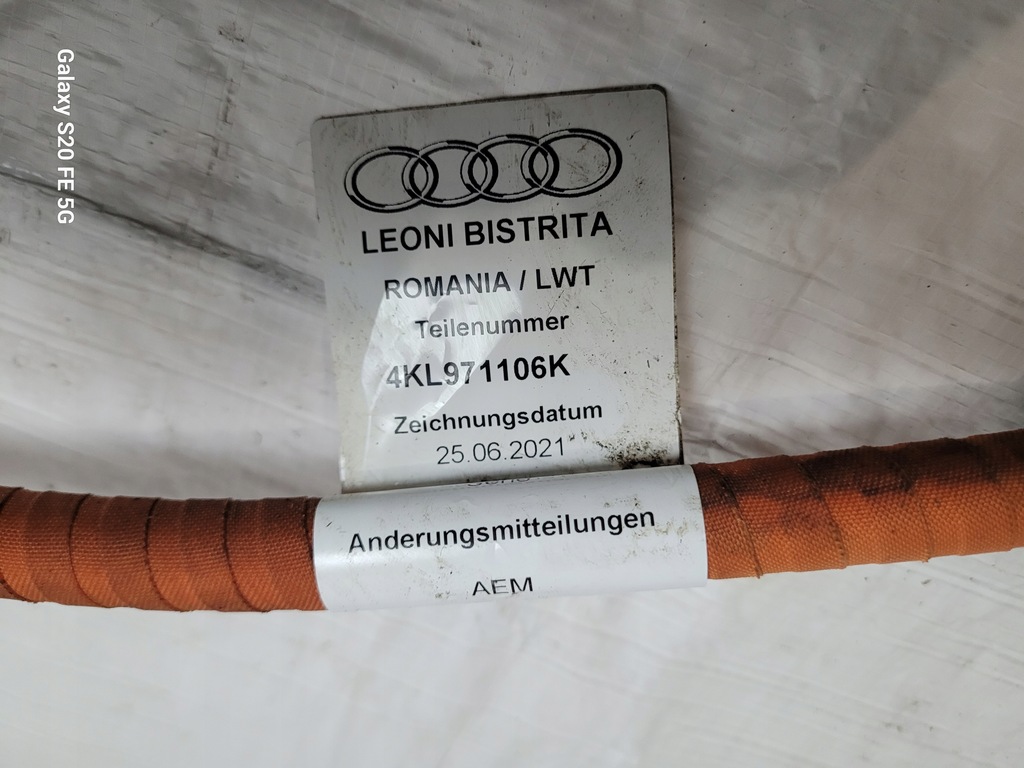 Galaxy S20 FE 5G
LEONI BISTRITA
ROMANIA / LWT
Teilenummer
4KL971106K
Zeichnungsdatum
25.06.2021
Anderungsmitteilungen
AEM